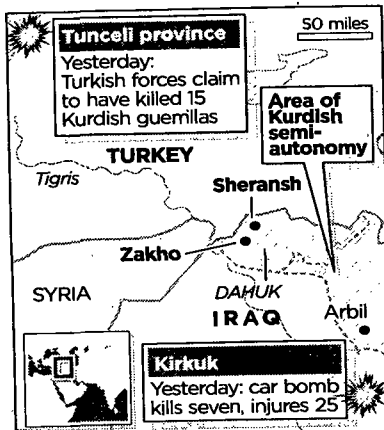 50 miles
Tunceli province
Yesterday:
Turkish forces claim
to have killed 15
Kurdish guemillas
Area of
Kurdish
semi-
autonomy
TURKEY
Tigris
Sheransh
Zakho
SYRIA
DAHUK
IRAQ
Arbil
Kirkuk
Yesterday: car bomb
kills seven, injures 25